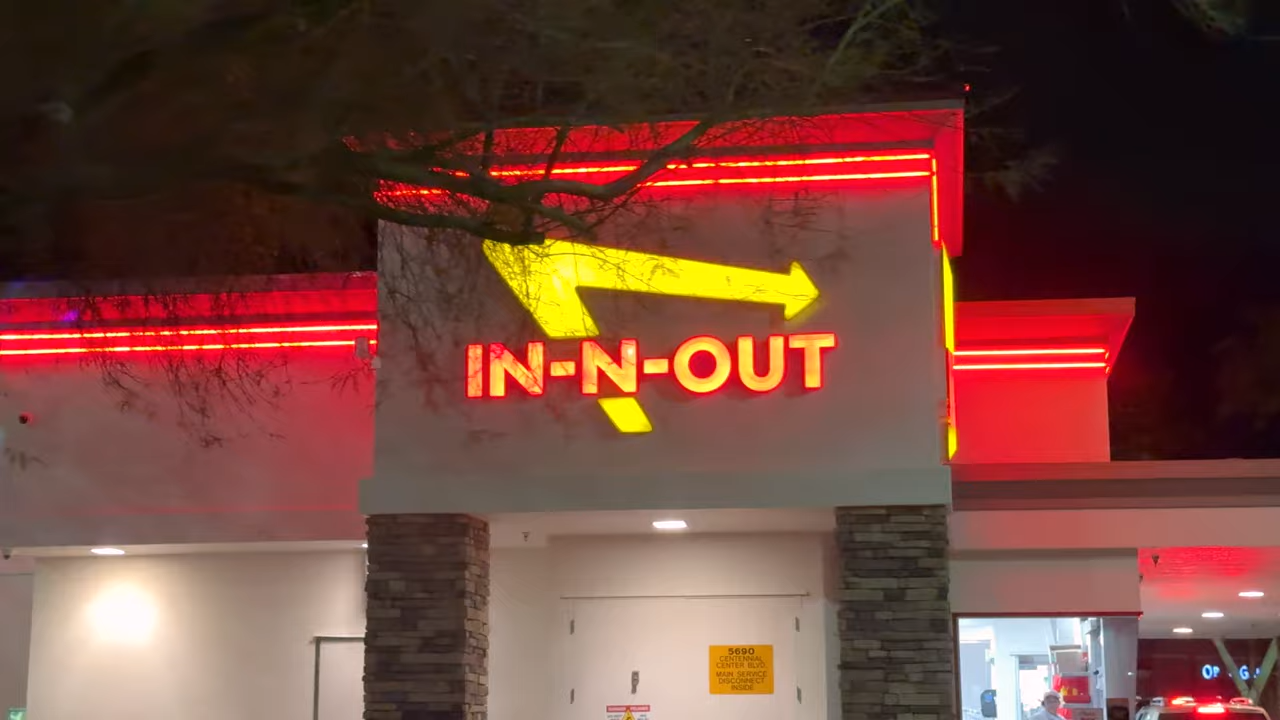 IN-N-OUT
5690
CENTENNIAL
CENTER BLVD.
MAIN SERVICE
DISCONNECT
INSIDE